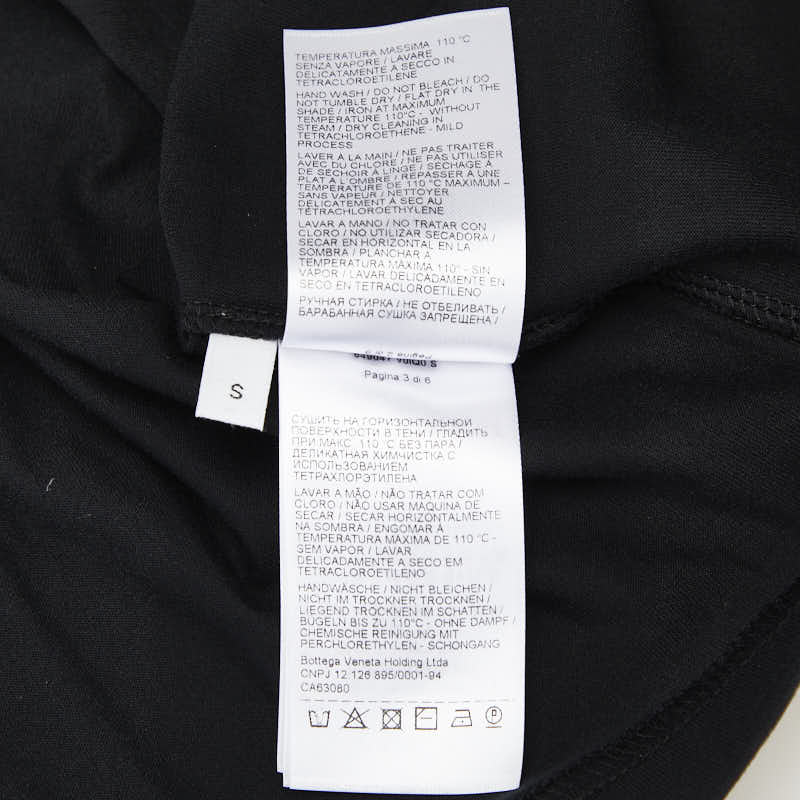 TEMPERATURA MASSIMA 110 °C
SENZA VAPORE / LAVARE
DELICATAMENTE A SECCO IN
TETRACLOROETILENE
HAND WASH / DO NOT BLEACH / DO
NOT TUMBLE DRY / FLAT DRY IN THE
SHADE / IRON AT MAXIMUM
TEMPERATURE 110°C - WITHOUT
STEAM / DRY CLEANING IN
TETRACHLOROETHENE - MILD
PROCESS
LAVER À LA MAIN / NE PAS TRAITER
AVEC DU CHLORE / NE PAS UTILISER
DE SÉCHOIR À LINGE / SÉCHAGE À
PLAT À L'OMBRE / REPASSER À UNE
TEMPÉRATURE DE 110 °C MAXIMUM –
SANS VAPEUR / NETTOYER
DÉLICATEMENT À SEC AU
TÉTRACHLOROÉTHYLÈNE
LAVAR A MANO / NO TRATAR CON
CLORO / NO UTILIZAR SECADORA /
SECAR EN HORIZONTAL EN LA
SOMBRA / PLANCHAR A
TEMPERATURA MÁXIMA 110° - SIN
VAPOR / LAVAR DELICADAMENTE EN
SECO EN TETRACLOROETILENO
РУЧНАЯ СТИРКА / НЕ ОТБЕЛИВАТЬ /
БАРАБАННАЯ СУШКА ЗАПРЕЩЕНА /
S
Pagina 3 di 6
СУШИТЬ НА ГОРИЗОНТАЛЬНОЙ
ПОВЕРХНОСТИ В ТЕНИ / ГЛАДИТЬ
ПРИ МАКС. 110 °C БЕЗ ПАРА /
ДЕЛИКАТНАЯ ХИМЧИСТКА С
ИСПОЛЬЗОВАНИЕМ
ТЕТРАХЛОРЭТИЛЕНА
LAVAR À MÃO / NÃO TRATAR COM
CLORO / NÃO USAR MÁQUINA DE
SECAR / SECAR HORIZONTALMENTE
NA SOMBRA / ENGOMAR À
TEMPERATURA MÁXIMA DE 110 °C -
SEM VAPOR / LAVAR
DELICADAMENTE A SECO EM
TETRACLOROETILENO
HANDWÄSCHE / NICHT BLEICHEN /
NICHT IM TROCKNER TROCKNEN /
LIEGEND TROCKNEN IM SCHATTEN /
BÜGELN BIS ZU 110°C - OHNE DAMPF /
CHEMISCHE REINIGUNG MIT
PERCHLORETHYLEN - SCHONGANG
Bottega Veneta Holding Ltda
CNPJ 12.126.895/0001-94
CA63080
P